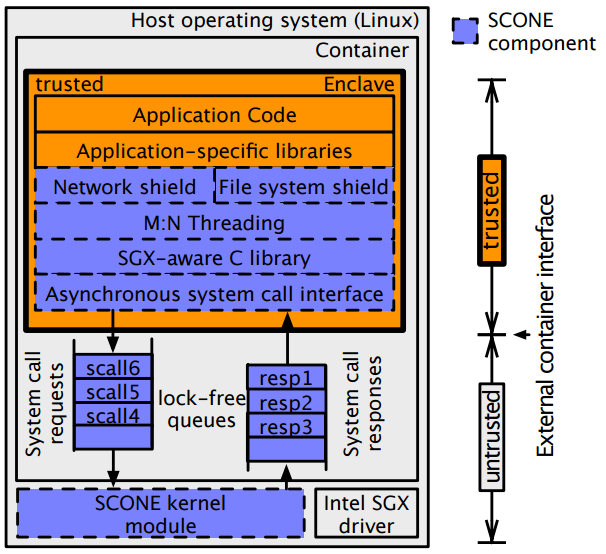 Host operating system (Linux)
Container
trusted
Enclave
Application Code
Application-specific libraries
Network shield
File system shield
M:N Threading
SGX-aware C library
Asynchronous system call interface
System call
requests
scall6
scall5
scall4
lock-free
queues
resp1
resp2
resp3
System call
responses
SCONE kernel
module
Intel SGX
driver
SCONE
component
trusted
External container interface
untrusted